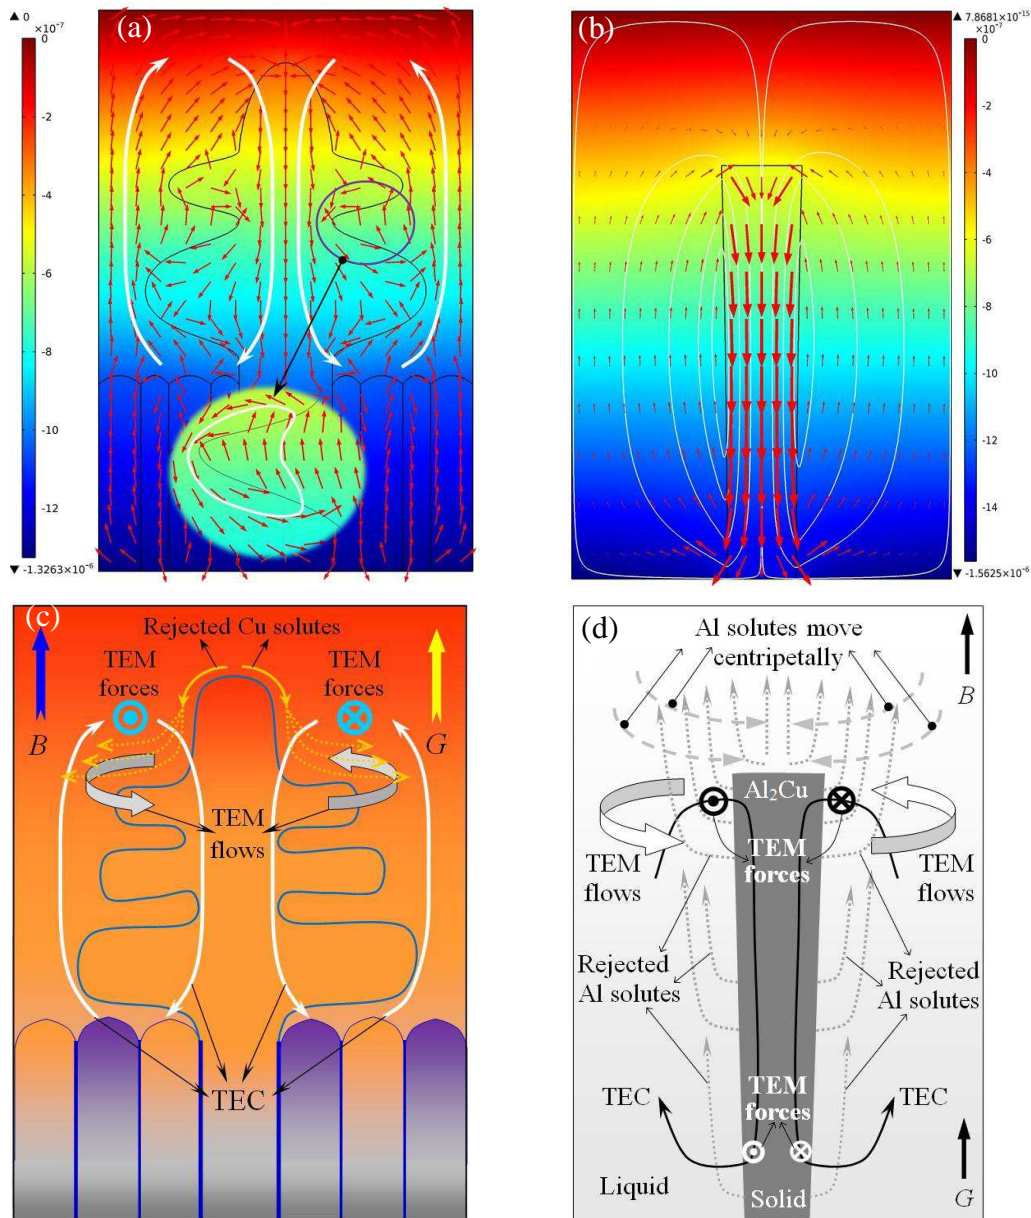 (a)
▲ 0
×10⁻⁷
0
-2
-4
-6
-8
-10
-12
▼ -1.3263×10⁻⁶
(b)
▲ 7.8681×10⁻¹⁵
×10⁻⁷
0
-2
-4
-6
-8
-10
-12
-14
▼ -1.5625×10⁻⁶
(c)
Rejected Cu solutes
TEM
forces
TEM
forces
B
G
TEM
flows
TEC
(d)
Al solutes move
centripetally
B
Al₂Cu
TEM
forces
TEM
flows
TEM
flows
Rejected
Al solutes
Rejected
Al solutes
TEC
TEM
forces
TEC
Liquid
Solid
G